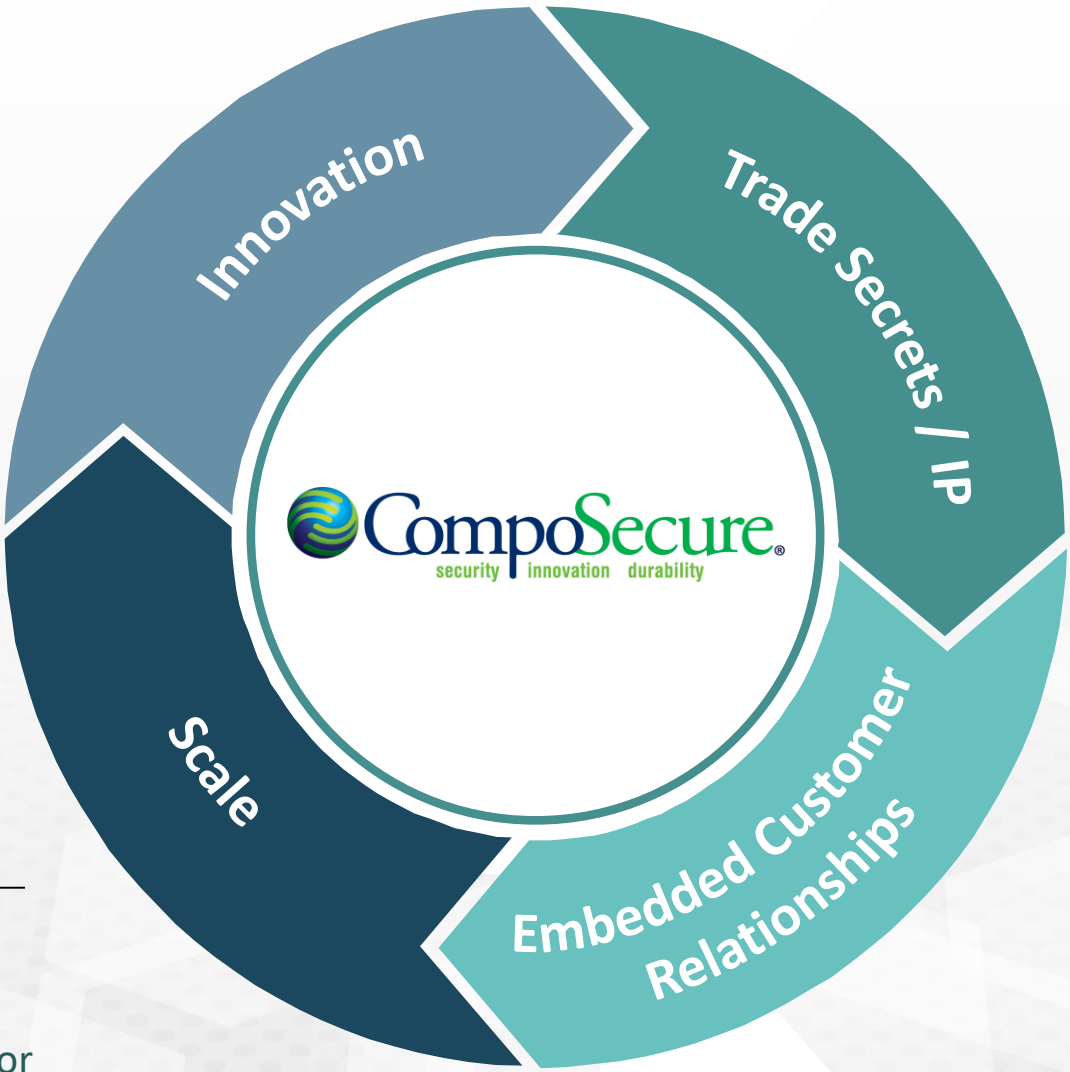 Innovation
Trade Secrets / IP
CompoSecure®
security innovation durability
Scale
Embedded Customer
Relationships
or